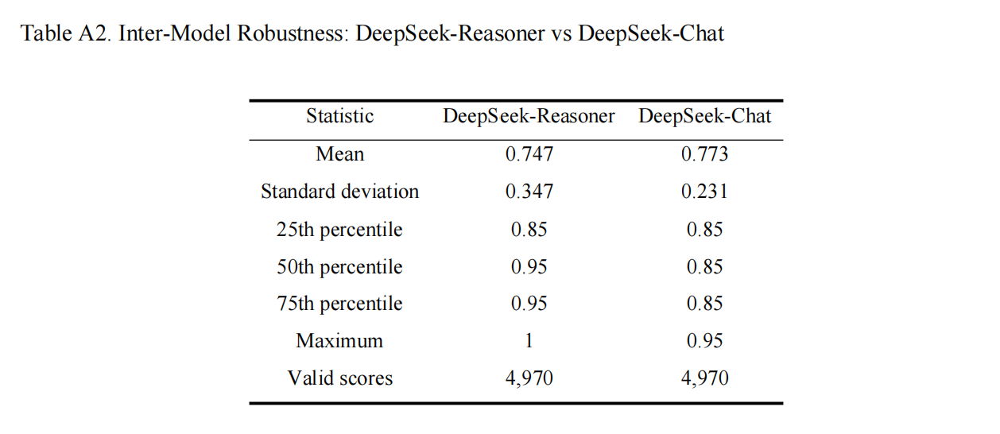 Table A2. Inter-Model Robustness: DeepSeek-Reasoner vs DeepSeek-Chat
Statistic DeepSeek-Reasoner DeepSeek-Chat
Mean 0.747 0.773
Standard deviation 0.347 0.231
25th percentile 0.85 0.85
50th percentile 0.95 0.85
75th percentile 0.95 0.85
Maximum 1 0.95
Valid scores 4,970 4,970